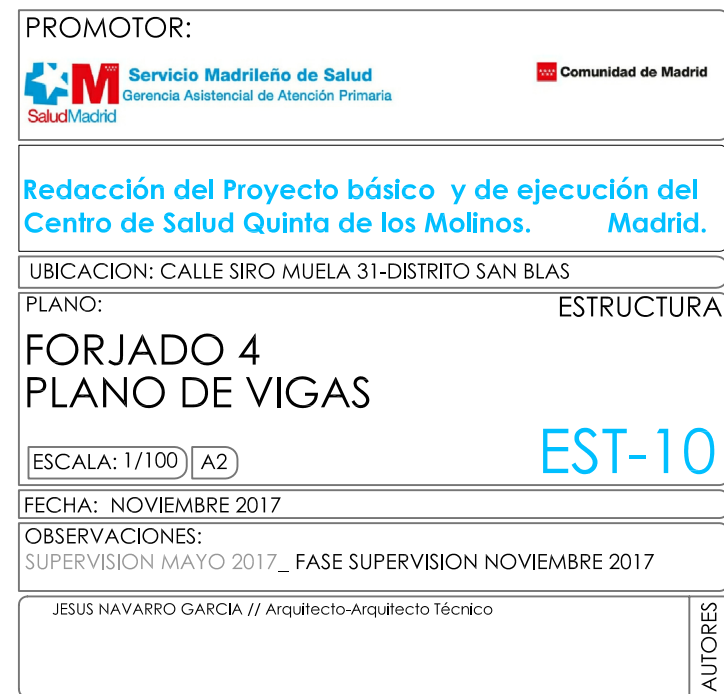 PROMOTOR:
Servicio Madrileño de Salud
Gerencia Asistencial de Atención Primaria
SaludMadrid
Comunidad de Madrid
Redacción del Proyecto básico y de ejecución del
Centro de Salud Quinta de los Molinos. Madrid.
UBICACION: CALLE SIRO MUELA 31-DISTRITO SAN BLAS
PLANO:
ESTRUCTURA
FORJADO 4
PLANO DE VIGAS
ESCALA: 1/100
A2
EST-10
FECHA: NOVIEMBRE 2017
OBSERVACIONES:
SUPERVISION MAYO 2017_ FASE SUPERVISION NOVIEMBRE 2017
JESUS NAVARRO GARCIA // Arquitecto-Arquitecto Técnico
AUTORES